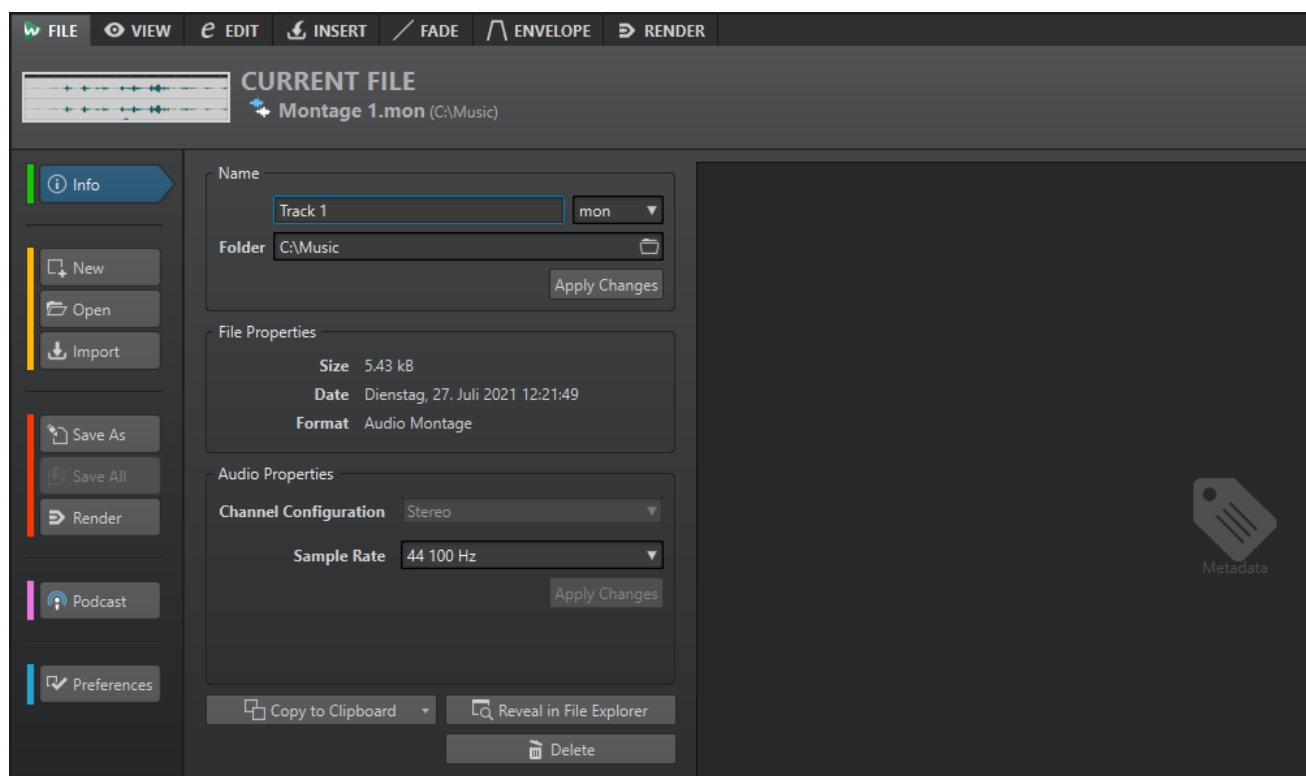 FILE VIEW EDIT INSERT FADE ENVELOPE RENDER
CURRENT FILE
Montage 1.mon (C:\Music)
Info
New
Open
Import
Save As
Save All
Render
Podcast
Preferences
Name
Track 1 mon
Folder C:\Music
Apply Changes
File Properties
Size 5.43 kB
Date Dienstag, 27. Juli 2021 12:21:49
Format Audio Montage
Audio Properties
Channel Configuration Stereo
Sample Rate 44 100 Hz
Apply Changes
Copy to Clipboard Reveal in File Explorer
Delete
Metadata